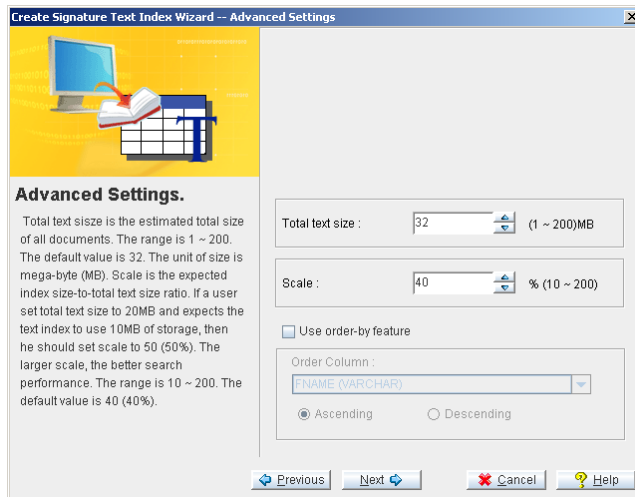 Create Signature Text Index Wizard -- Advanced Settings
T
Advanced Settings.
Total text sisze is the estimated total size
of all documents. The range is 1 ~ 200.
The default value is 32. The unit of size is
mega-byte (MB). Scale is the expected
index size-to-total text size ratio. If a user
set total text size to 20MB and expects the
text index to use 10MB of storage, then
he should set scale to 50 (50%). The
larger scale, the better search
performance. The range is 10 ~ 200. The
default value is 40 (40%).
Total text size : 32 (1 ~ 200)MB
Scale : 40 % (10 ~ 200)
Use order-by feature
Order Column :
FNAME (VARCHAR)
Ascending Descending
Previous Next Cancel Help